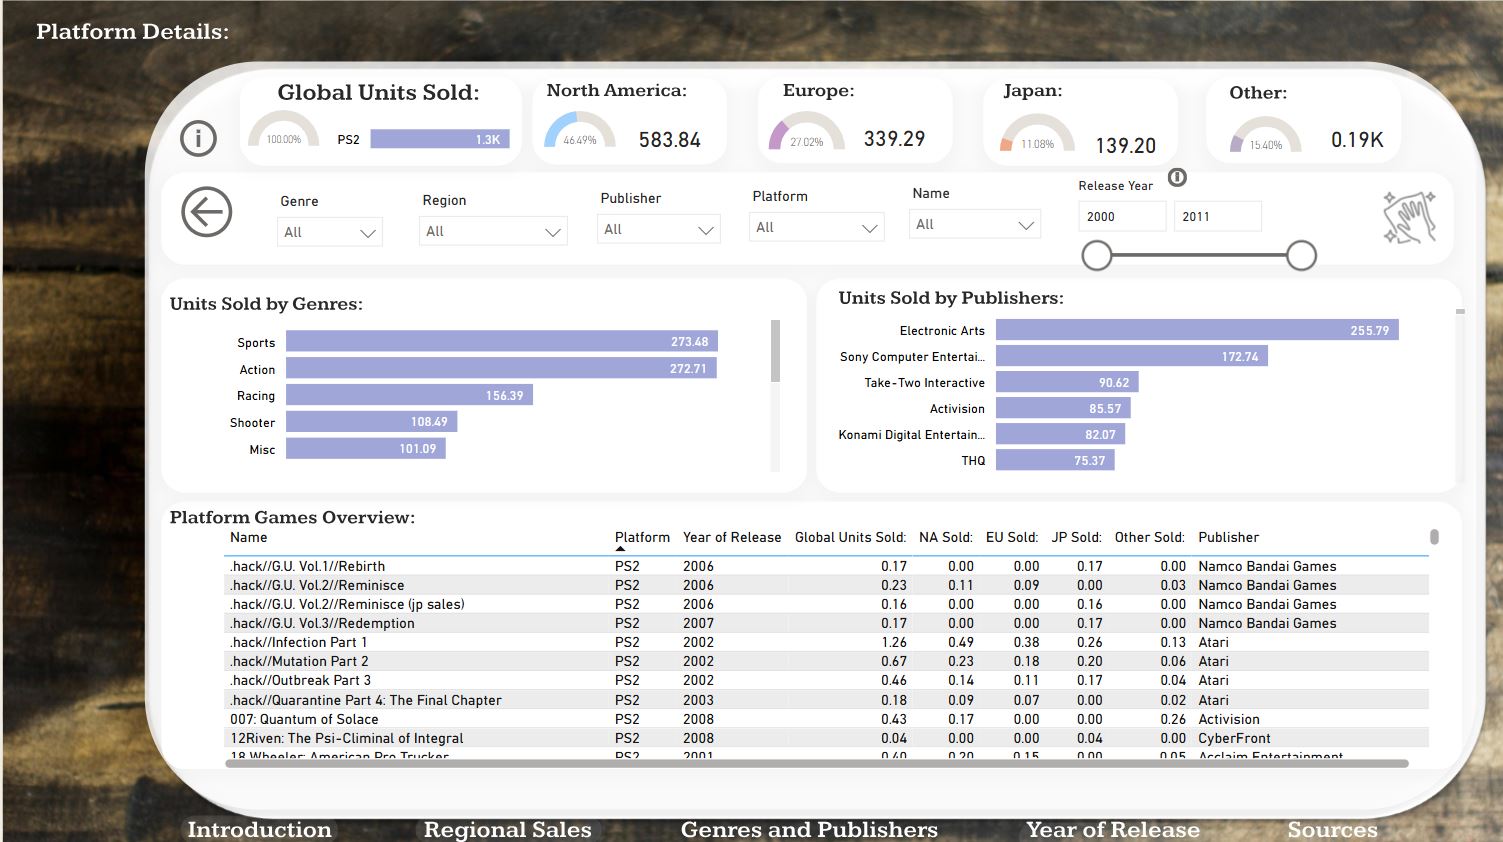 Platform Details:
Global Units Sold:
100.00%
PS2
1.3K
North America:
46.49%
583.84
Europe:
27.02%
339.29
Japan:
11.08%
139.20
Other:
15.40%
0.19K
Genre
All
Region
All
Publisher
All
Platform
All
Name
All
Release Year
2000
2011
Units Sold by Genres:
Sports 273.48
Action 272.71
Racing 156.39
Shooter 108.49
Misc 101.09
Units Sold by Publishers:
Electronic Arts 255.79
Sony Computer Entertai... 172.74
Take-Two Interactive 90.62
Activision 85.57
Konami Digital Entertain... 82.07
THQ 75.37
Platform Games Overview:
Name Platform Year of Release Global Units Sold: NA Sold: EU Sold: JP Sold: Other Sold: Publisher
.hack//G.U. Vol.1//Rebirth PS2 2006 0.17 0.00 0.00 0.17 0.00 Namco Bandai Games
.hack//G.U. Vol.2//Reminisce PS2 2006 0.23 0.11 0.09 0.00 0.03 Namco Bandai Games
.hack//G.U. Vol.2//Reminisce (jp sales) PS2 2006 0.16 0.00 0.00 0.16 0.00 Namco Bandai Games
.hack//G.U. Vol.3//Redemption PS2 2007 0.17 0.00 0.00 0.17 0.00 Namco Bandai Games
.hack//Infection Part 1 PS2 2002 1.26 0.49 0.38 0.26 0.13 Atari
.hack//Mutation Part 2 PS2 2002 0.67 0.23 0.18 0.20 0.06 Atari
.hack//Outbreak Part 3 PS2 2002 0.46 0.14 0.11 0.17 0.04 Atari
.hack//Quarantine Part 4: The Final Chapter PS2 2003 0.18 0.09 0.07 0.00 0.02 Atari
007: Quantum of Solace PS2 2008 0.43 0.17 0.00 0.00 0.26 Activision
12Riven: The Psi-Climinal of Integral PS2 2008 0.04 0.00 0.00 0.04 0.00 CyberFront
18 Wheeler: American Pro Trucker PS2 2001 0.40 0.20 0.15 0.00 0.05 Acclaim Entertainment
Introduction
Regional Sales
Genres and Publishers
Year of Release
Sources